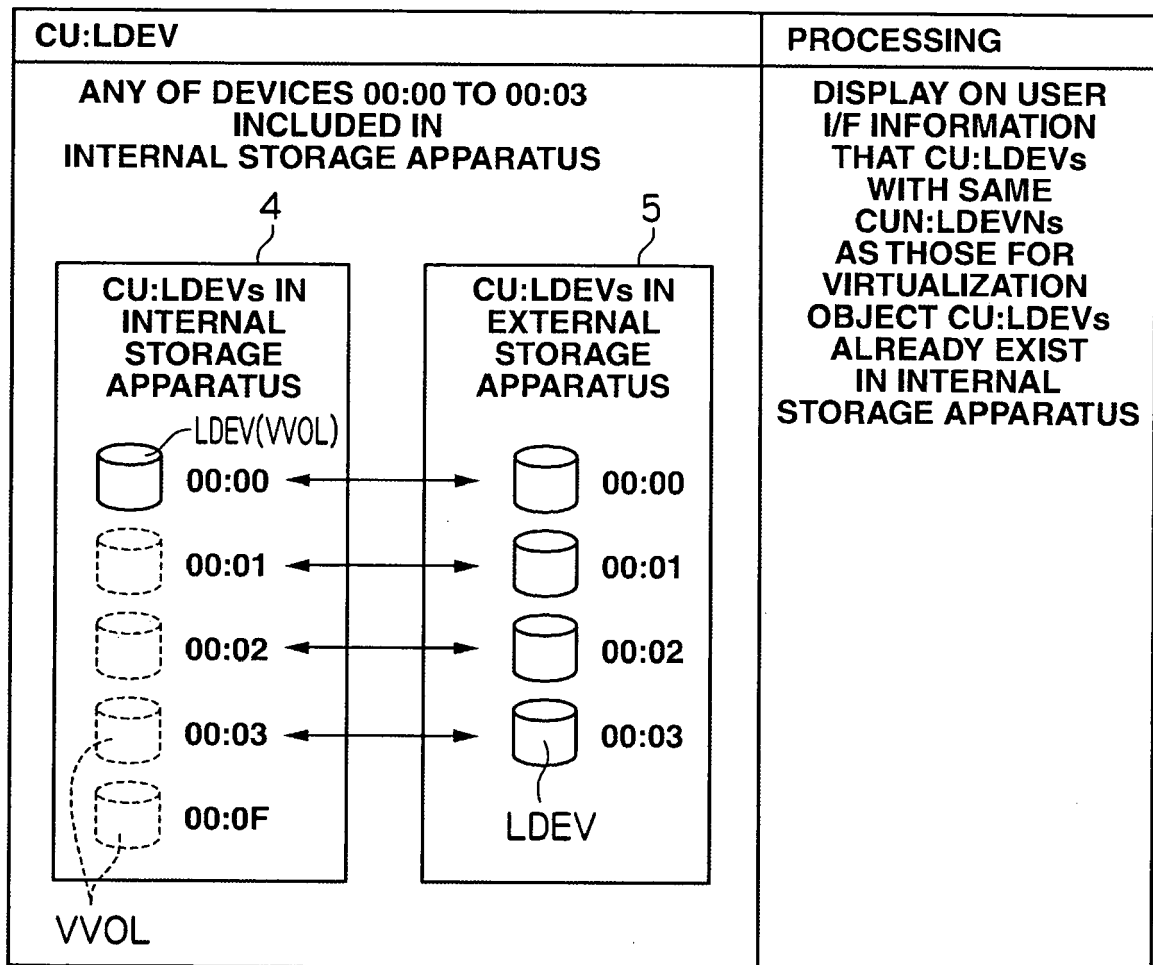 CU:LDEV
PROCESSING
ANY OF DEVICES 00:00 TO 00:03
INCLUDED IN
INTERNAL STORAGE APPARATUS
4
5
CU:LDEVs IN
INTERNAL
STORAGE
APPARATUS
LDEV(VVOL)
00:00
00:01
00:02
00:03
00:0F
VVOL
CU:LDEVs IN
EXTERNAL
STORAGE
APPARATUS
00:00
00:01
00:02
00:03
LDEV
DISPLAY ON USER
I/F INFORMATION
THAT CU:LDEVs
WITH SAME
CUN:LDEVNs
AS THOSE FOR
VIRTUALIZATION
OBJECT CU:LDEVs
ALREADY EXIST
IN INTERNAL
STORAGE APPARATUS